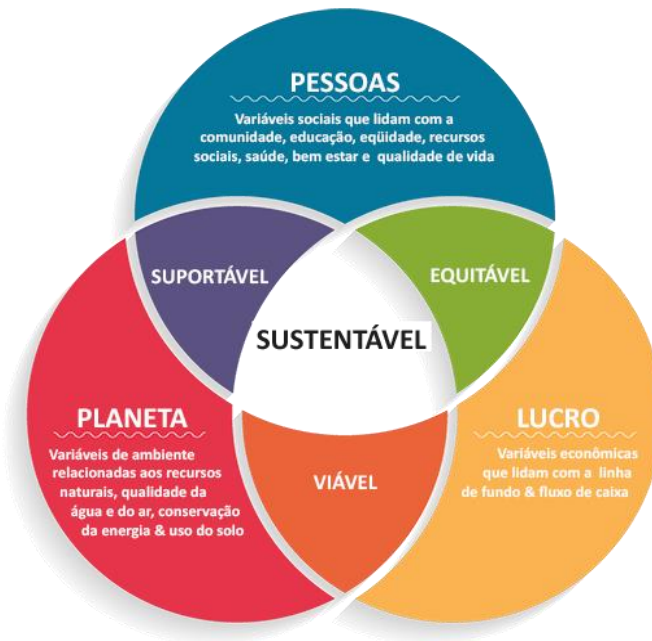 PESSOAS
Variáveis sociais que lidam com a
comunidade, educação, eqüidade, recursos
sociais, saúde, bem estar e qualidade de vida
SUPORTÁVEL
EQUITÁVEL
SUSTENTÁVEL
PLANETA
Variáveis de ambiente
relacionadas aos recursos
naturais, qualidade da
água e do ar, conservação
da energia & uso do solo
LUCRO
Variáveis econômicas
que lidam com a linha
de fundo & fluxo de caixa
VIÁVEL